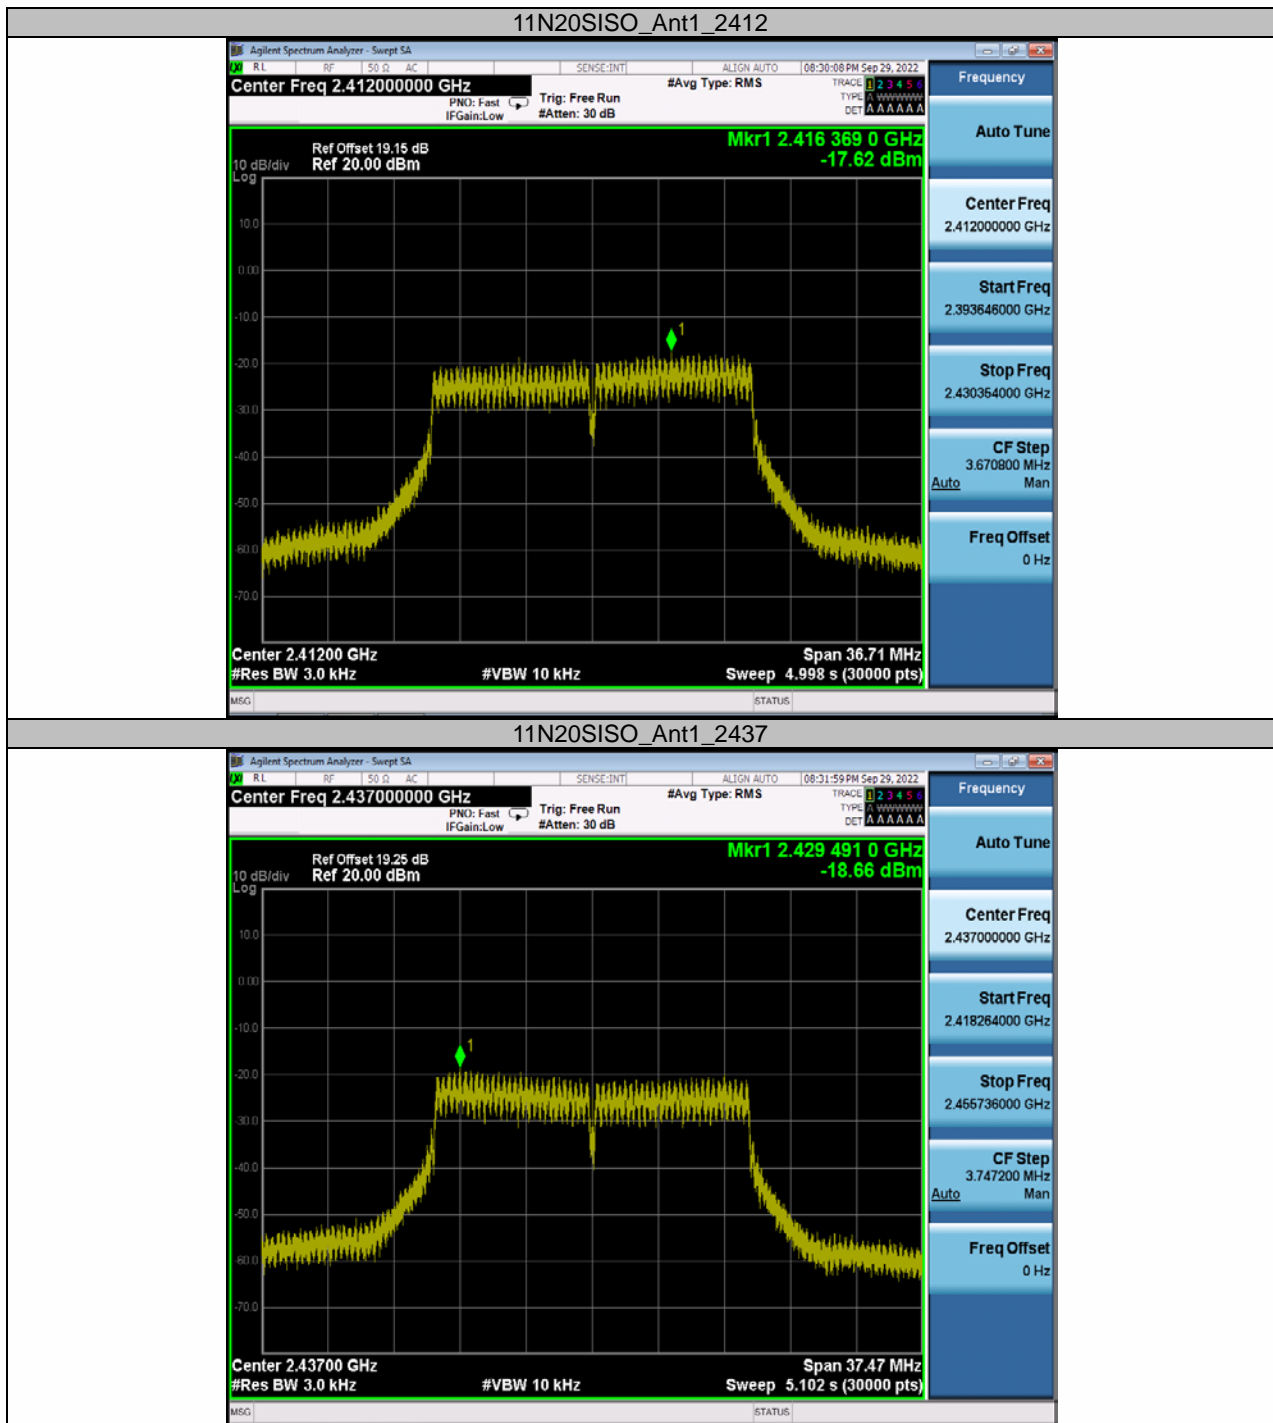 11N20SISO_Ant1_2412
Agilent Spectrum Analyzer - Swept SA
RL RF 50 Ω AC SENSE:INT ALIGN AUTO 08:30:08 PM Sep 29, 2022
Center Freq 2.412000000 GHz #Avg Type: RMS TRACE 1 2 3 4 5 6
PNO: Fast Trig: Free Run TYPE A WWWWW
IFGain:Low #Atten: 30 dB DET A A A A A A
Frequency
Auto Tune
Mkr1 2.416 369 0 GHz
Ref Offset 19.15 dB -17.62 dBm
10 dB/div Ref 20.00 dBm
Log
10.0
0.00
-10.0
-20.0
-30.0
-40.0
-50.0
-60.0
-70.0
1
Center Freq
2.412000000 GHz
Start Freq
2.393646000 GHz
Stop Freq
2.430354000 GHz
CF Step
3.670800 MHz
Auto Man
Freq Offset
0 Hz
Center 2.41200 GHz Span 36.71 MHz
#Res BW 3.0 kHz #VBW 10 kHz Sweep 4.998 s (30000 pts)
MSG STATUS
11N20SISO_Ant1_2437
Agilent Spectrum Analyzer - Swept SA
RL RF 50 Ω AC SENSE:INT ALIGN AUTO 08:31:59 PM Sep 29, 2022
Center Freq 2.437000000 GHz #Avg Type: RMS TRACE 1 2 3 4 5 6
PNO: Fast Trig: Free Run TYPE A WWWWW
IFGain:Low #Atten: 30 dB DET A A A A A A
Frequency
Auto Tune
Mkr1 2.429 491 0 GHz
Ref Offset 19.25 dB -18.66 dBm
10 dB/div Ref 20.00 dBm
Log
10.0
0.00
-10.0
-20.0
-30.0
-40.0
-50.0
-60.0
-70.0
1
Center Freq
2.437000000 GHz
Start Freq
2.418264000 GHz
Stop Freq
2.455736000 GHz
CF Step
3.747200 MHz
Auto Man
Freq Offset
0 Hz
Center 2.43700 GHz Span 37.47 MHz
#Res BW 3.0 kHz #VBW 10 kHz Sweep 5.102 s (30000 pts)
MSG STATUS